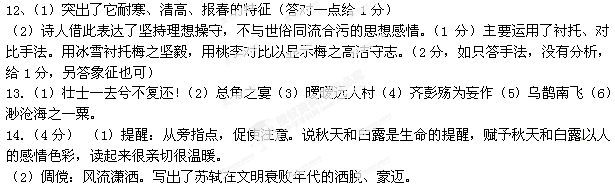 12、（1）突出了它耐寒、清高、报春的特征（答对一点给 1 分）
（2）诗人借此表达了坚持理想操守，不与世俗同流合污的思想感情。（1 分）主要运用了衬托、对
比手法。用冰雪衬托梅之坚毅，用桃李对比以显示梅之高洁守志。（2分，如只答手法，没有分析，
给 1 分，另答象征也可）
13.（1）壮士一去兮不复还!（2）总角之宴（3）暧暧远人村（4）齐彭殇为妄作（5）乌鹊南飞（6）
渺沧海之一粟。
14.（4 分）（1）提醒：从旁指点，促使注意。说秋天和白露是生命的提醒，赋予秋天和白露以人
的感情色彩，读起来很亲切很温暖。
（2）倜傥：风流潇洒。写出了苏轼在文明衰败年代的洒脱、豪迈。